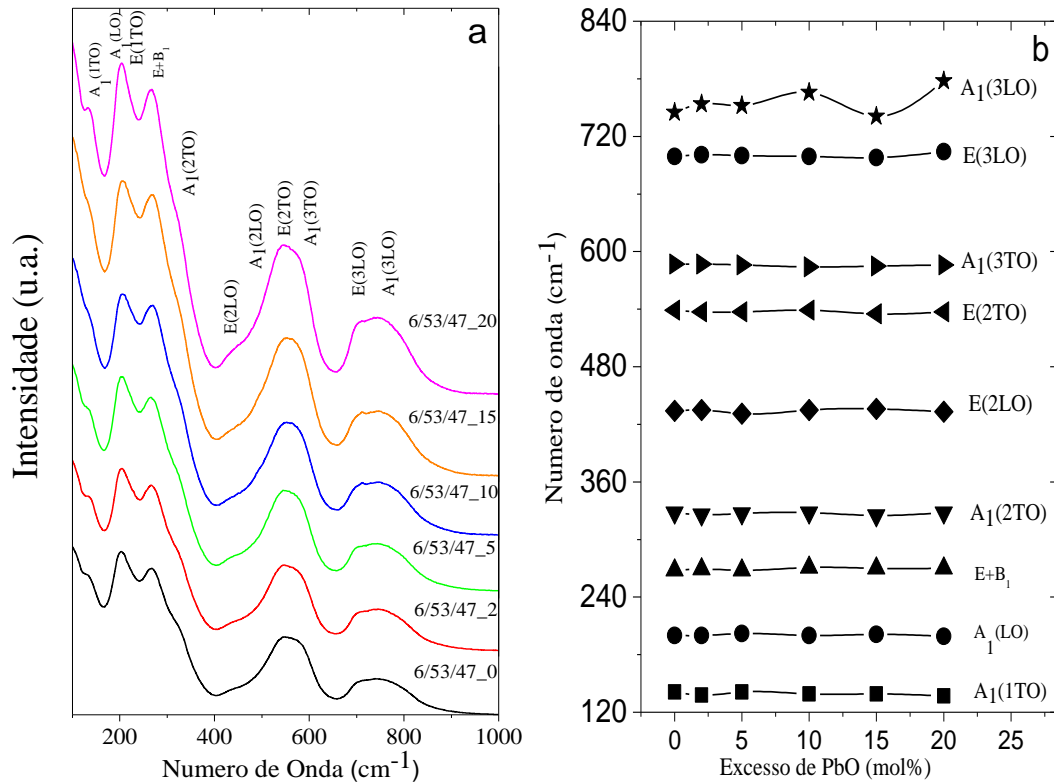 a
A1(1TO)
A1(LO)
E(1TO)
E+B1
A1(2TO)
E(2LO)
A1(2LO)
E(2TO)
A1(3TO)
E(3LO)
A1(3LO)
6/53/47_20
6/53/47_15
6/53/47_10
6/53/47_5
6/53/47_2
6/53/47_0
Intensidade (u.a.)
200 400 600 800 1000
Numero de Onda (cm-1)
b
840
720
600
480
360
240
120
Numero de onda (cm-1)
A1(3LO)
E(3LO)
A1(3TO)
E(2TO)
E(2LO)
A1(2TO)
E+B1
A1(LO)
A1(1TO)
0 5 10 15 20 25
Excesso de PbO (mol%)